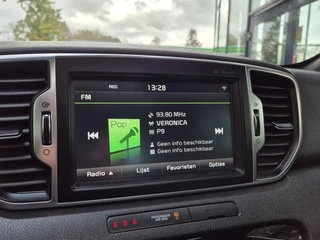 RDS 13:28
FM
93.80 MHz
VERONICA
Pop
P9
Geen info beschikbaar
Geen info beschikbaar
Radio Lijst Favorieten Opties